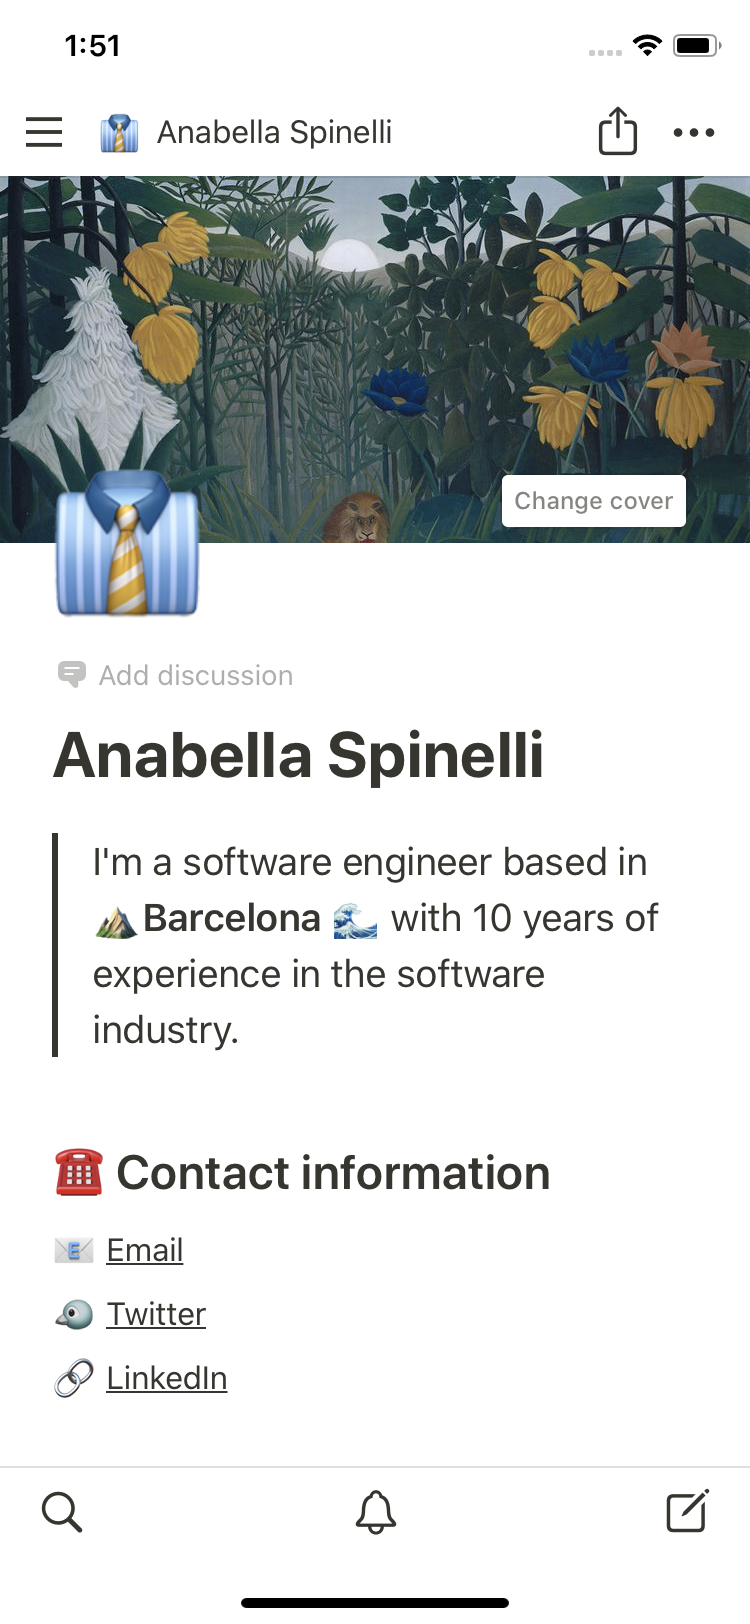 1:51
Anabella Spinelli
Change cover
Add discussion
Anabella Spinelli
I'm a software engineer based in
⛰️Barcelona 🌊 with 10 years of
experience in the software
industry.
☎️ Contact information
📧 Email
🐦 Twitter
🔗 LinkedIn